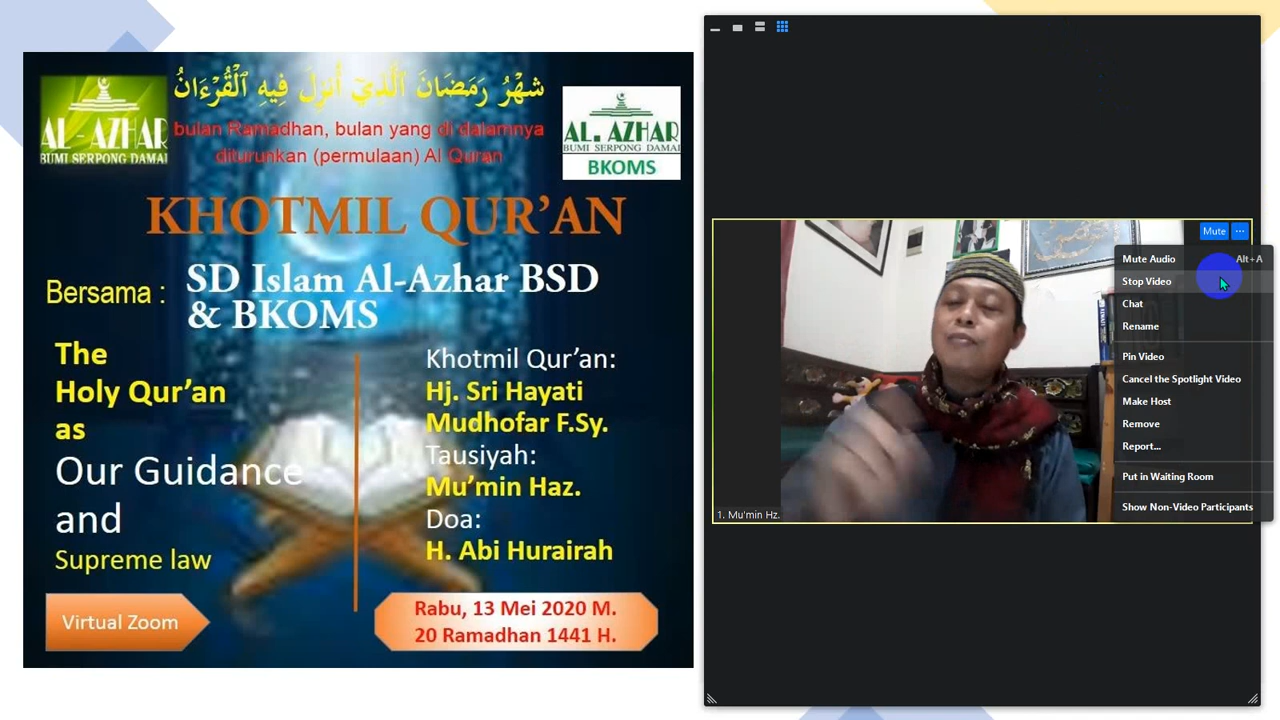 شَهْرُ رَمَضَانَ ٱلَّذِيٓ أُنزِلَ فِيهِ ٱلْقُرْءَانُ
bulan Ramadhan, bulan yang di dalamnya
diturunkan (permulaan) Al Quran
AL-AZHAR
BUMI SERPONG DAMAI
AL. AZHAR
BUMI SERPONG DAMAI
BKOMS
KHOTMIL QUR’AN
Bersama :
SD Islam Al-Azhar BSD
& BKOMS
The
Holy Qur’an
as
Our Guidance
and
Supreme law
Khotmil Qur’an:
Hj. Sri Hayati
Mudhofar F.Sy.
Tausiyah:
Mu’min Haz.
Doa:
H. Abi Hurairah
Virtual Zoom
Rabu, 13 Mei 2020 M.
20 Ramadhan 1441 H.
Mute ...
Mute Audio Alt+A
Stop Video
Chat
Rename
Pin Video
Cancel the Spotlight Video
Make Host
Remove
Report...
Put in Waiting Room
Show Non-Video Participants
1. Mu'min Hz.